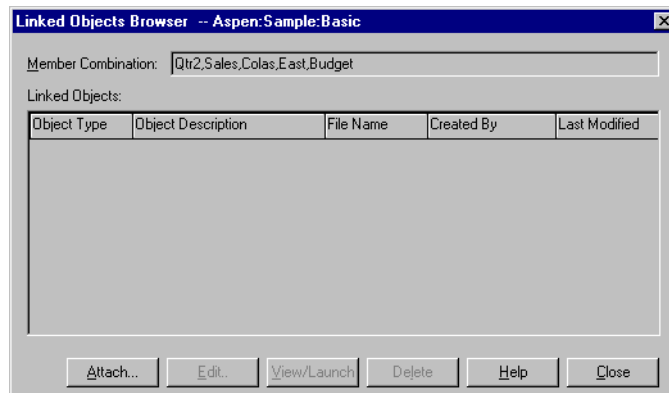 Linked Objects Browser -- Aspen:Sample:Basic
Member Combination: Qtr2,Sales,Colas,East,Budget
Linked Objects:
Object Type Object Description File Name Created By Last Modified
Attach... Edit.. View/Launch Delete Help Close